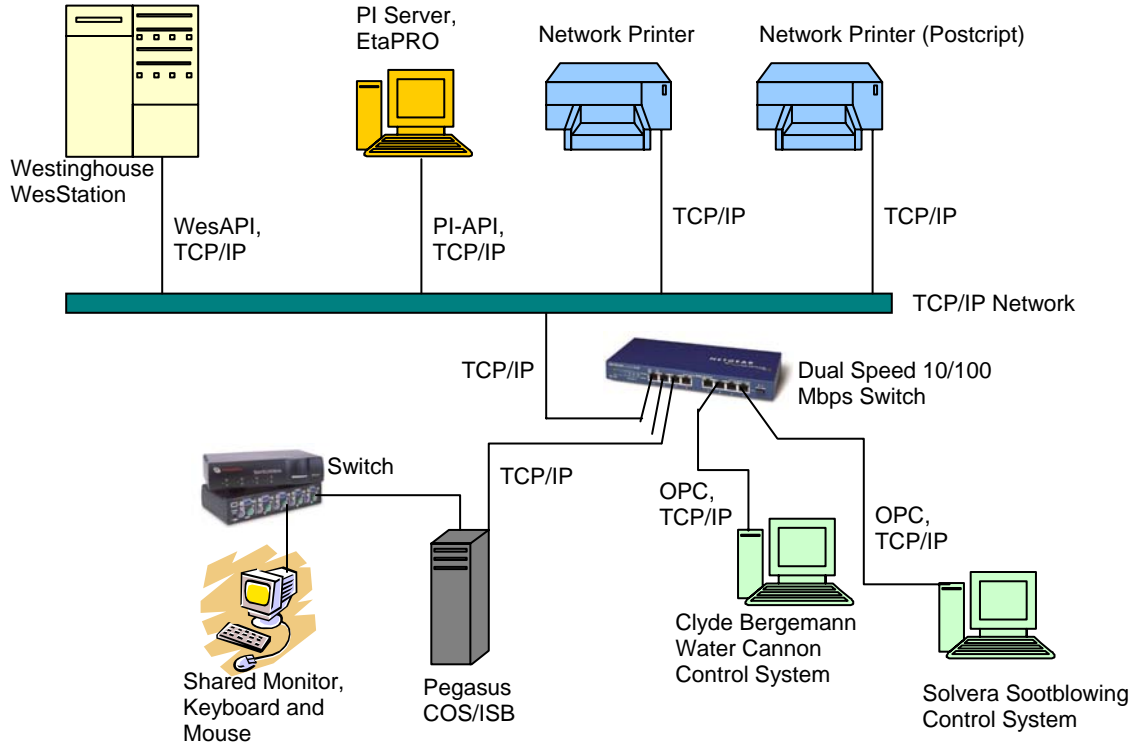 PI Server,
EtaPRO
Network Printer
Network Printer (Postcript)
Westinghouse
WesStation
WesAPI,
TCP/IP
PI-API,
TCP/IP
TCP/IP
TCP/IP
TCP/IP Network
TCP/IP
NETGEAR
Dual Speed 10/100
Mbps Switch
Switch
TCP/IP
OPC,
TCP/IP
OPC,
TCP/IP
Clyde Bergemann
Water Cannon
Control System
Shared Monitor,
Keyboard and
Mouse
Pegasus
COS/ISB
Solvera Sootblowing
Control System